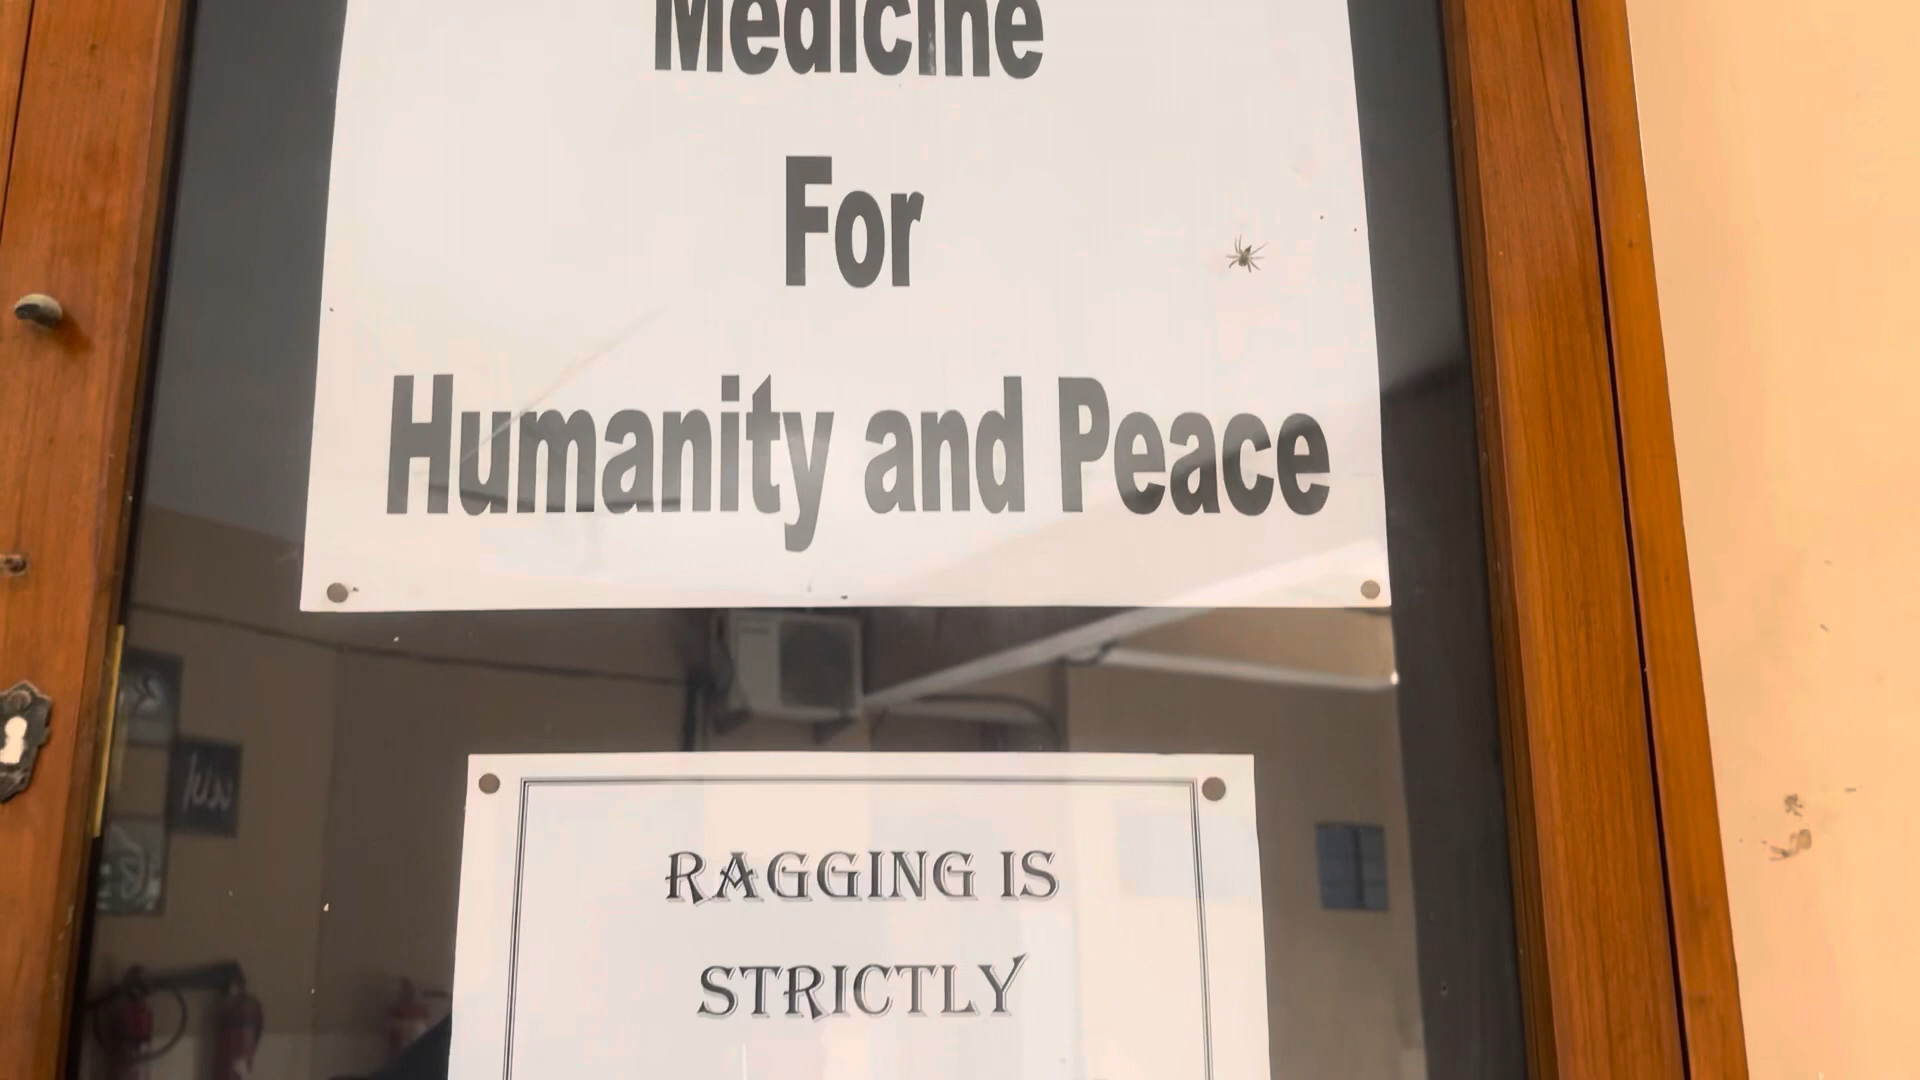 Medicine
For
Humanity and Peace
RAGGING IS
STRICTLY